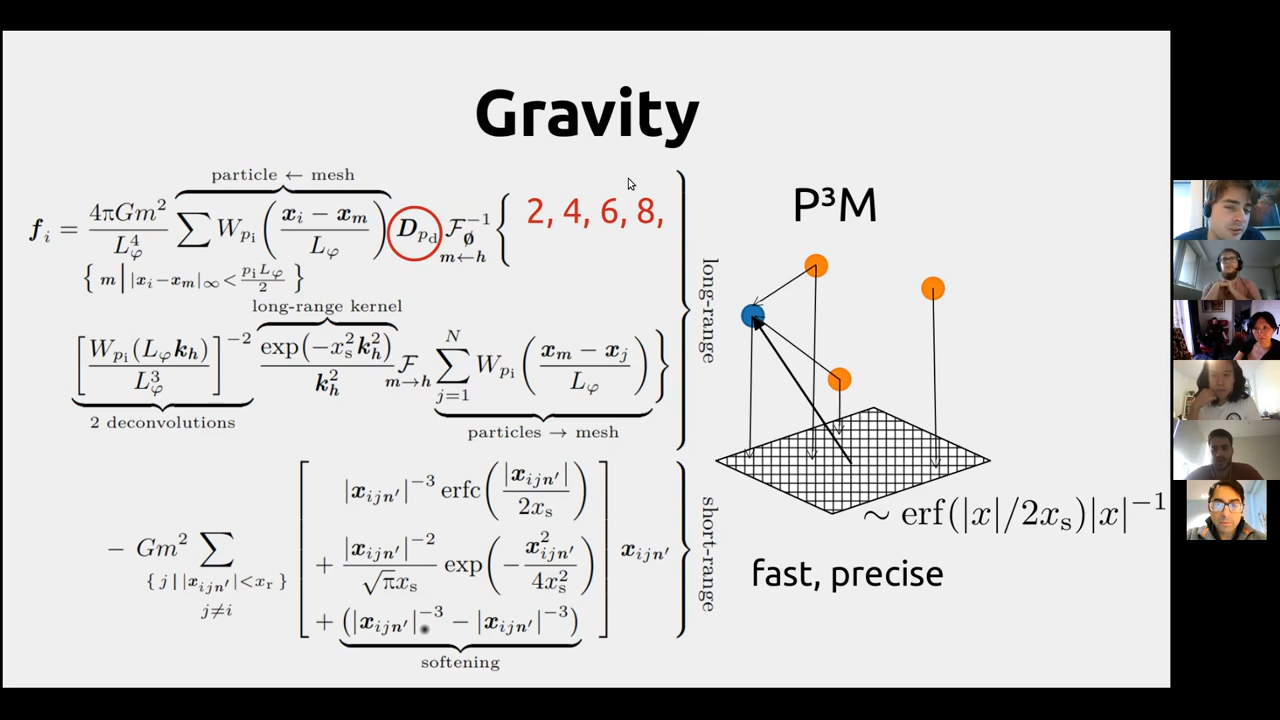 Gravity
particle ← mesh
f_i = 4πGm² / L_φ⁴ ∑ W_{p_i} ( (x_i − x_m) / L_φ ) D_{p_d} F⁻¹_{∅ m←h} { 2, 4, 6, 8,
{ m | |x_i−x_m|_∞ < p_i L_φ / 2 }
long-range kernel
[ W_{p_i}(L_φ k_h) / L_φ³ ]⁻² exp(−x_s² k_h²) / k_h² F_{m→h} ∑_{j=1}^{N} W_{p_i} ( (x_m − x_j) / L_φ ) }
2 deconvolutions
particles → mesh
long-range
− Gm² ∑_{ { j | |x_{ijn'}| < x_r } j≠i }
[ |x_{ijn'}|⁻³ erfc( |x_{ijn'}| / 2x_s )
+ |x_{ijn'}|⁻² / √π x_s exp( − x²_{ijn'} / 4x_s² )
+ (|x_{ijn'}|_•⁻³ − |x_{ijn'}|⁻³) ] x_{ijn'}
softening
short-range
P³M
∼ erf(|x|/2x_s)|x|⁻¹
fast, precise